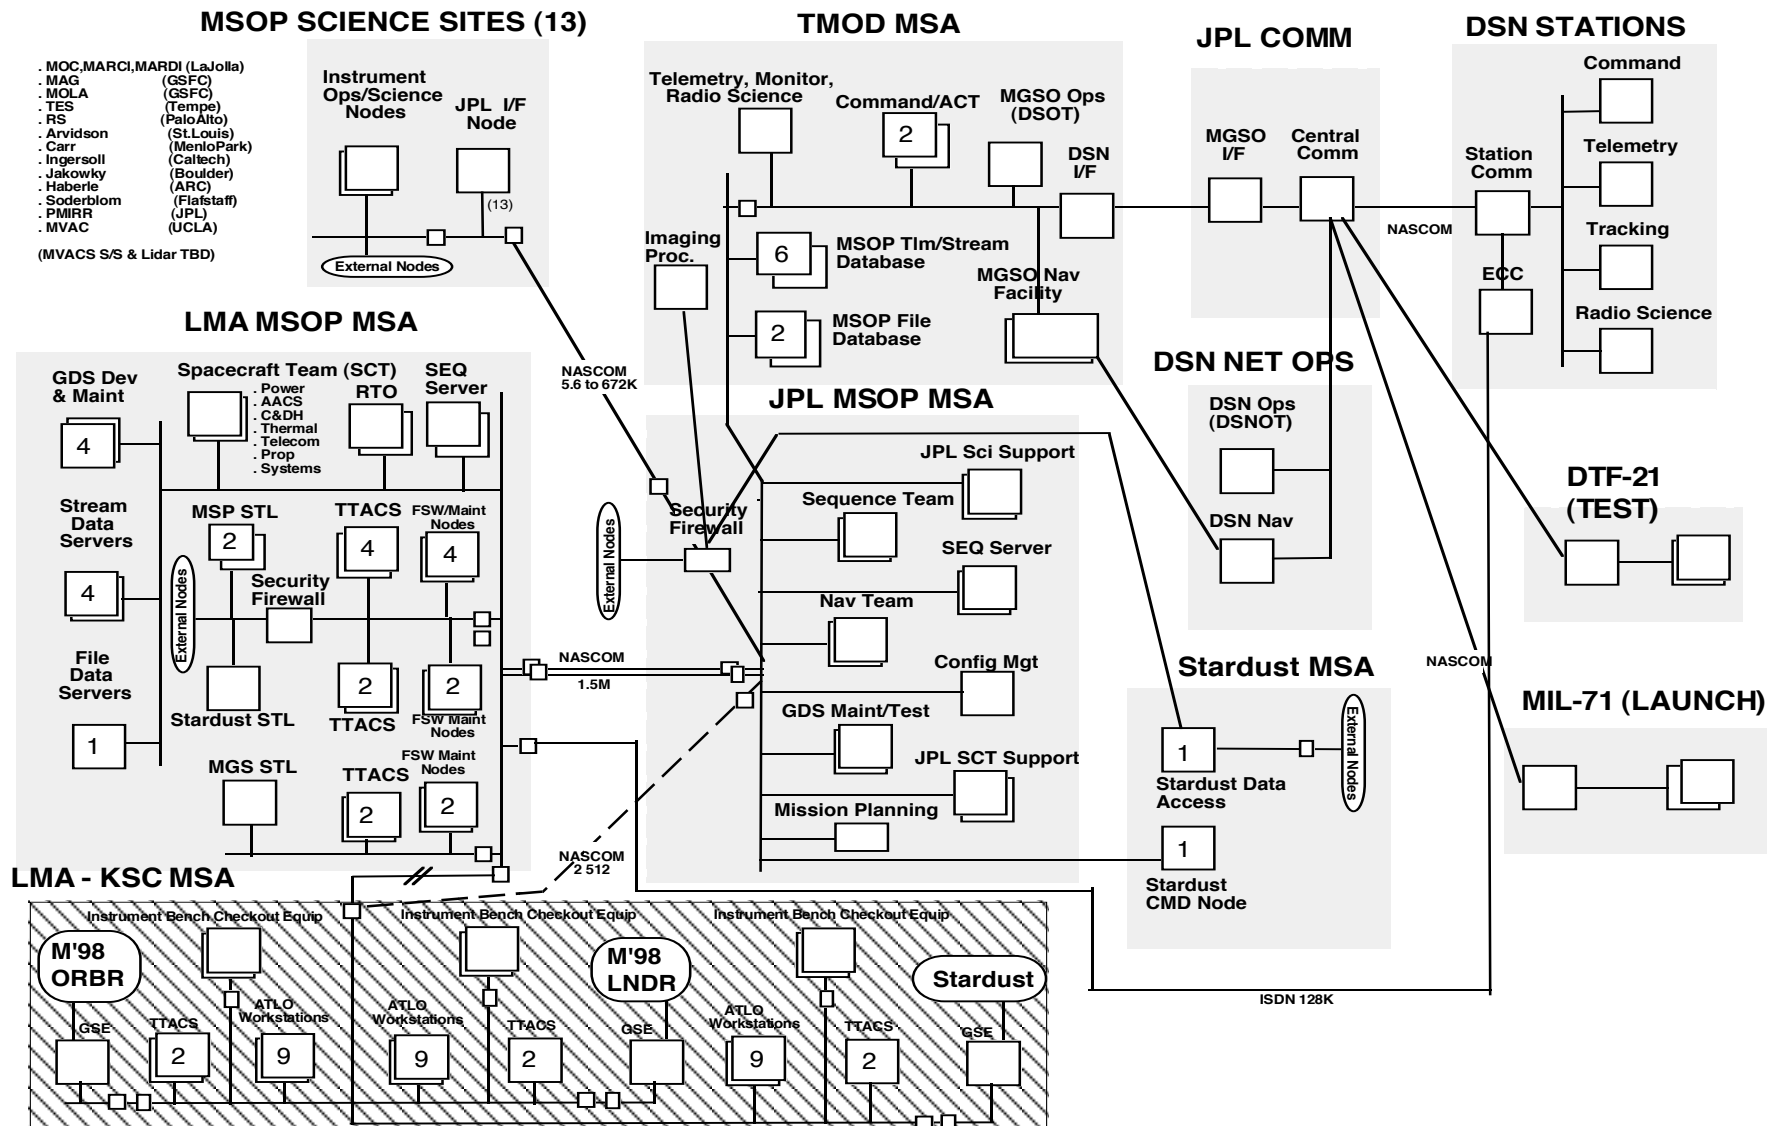 MSOP SCIENCE SITES (13)
. MOC,MARCI,MARDI (LaJolla)
. MAG (GSFC)
. MOLA (GSFC)
. TES (Tempe)
. RS (PaloAlto)
. Arvidson (St.Louis)
. Carr (MenloPark)
. Ingersoll (Caltech)
. Jakowky (Boulder)
. Haberle (ARC)
. Soderblom (Flafstaff)
. PMIRR (JPL)
. MVAC (UCLA)
(MVACS S/S & Lidar TBD)
Instrument
Ops/Science
Nodes
JPL I/F
Node
(13)
External Nodes
NASCOM
5.6 to 672K
TMOD MSA
Telemetry, Monitor,
Radio Science
Command/ACT
2
MGSO Ops
(DSOT)
DSN
I/F
Imaging
Proc.
6
MSOP Tlm/Stream
Database
2
MSOP File
Database
MGSO Nav
Facility
JPL COMM
MGSO
I/F
Central
Comm
NASCOM
DSN STATIONS
Station
Comm
ECC
Command
Telemetry
Tracking
Radio Science
LMA MSOP MSA
GDS Dev
& Maint
4
Stream
Data
Servers
4
File
Data
Servers
1
Spacecraft Team (SCT)
. Power
. AACS
. C&DH
. Thermal
. Telecom
. Prop
. Systems
RTO
SEQ
Server
MSP STL
2
TTACS
4
FSW/Maint
Nodes
4
External Nodes
Security
Firewall
Stardust STL
2
TTACS
2
FSW Maint
Nodes
MGS STL
TTACS
2
FSW Maint
Nodes
2
NASCOM
1.5M
NASCOM
2 512
JPL MSOP MSA
Security
Firewall
External Nodes
JPL Sci Support
Sequence Team
SEQ Server
Nav Team
Config Mgt
GDS Maint/Test
JPL SCT Support
Mission Planning
DSN NET OPS
DSN Ops
(DSNOT)
DSN Nav
DTF-21
(TEST)
NASCOM
MIL-71 (LAUNCH)
Stardust MSA
1
Stardust Data
Access
External Nodes
1
Stardust
CMD Node
ISDN 128K
LMA - KSC MSA
Instrument Bench Checkout Equip
Instrument Bench Checkout Equip
Instrument Bench Checkout Equip
M'98
ORBR
GSE
TTACS
2
ATLO
Workstations
9
ATLO
Workstations
9
TTACS
2
M'98
LNDR
GSE
ATLO
Workstations
9
TTACS
2
Stardust
GSE